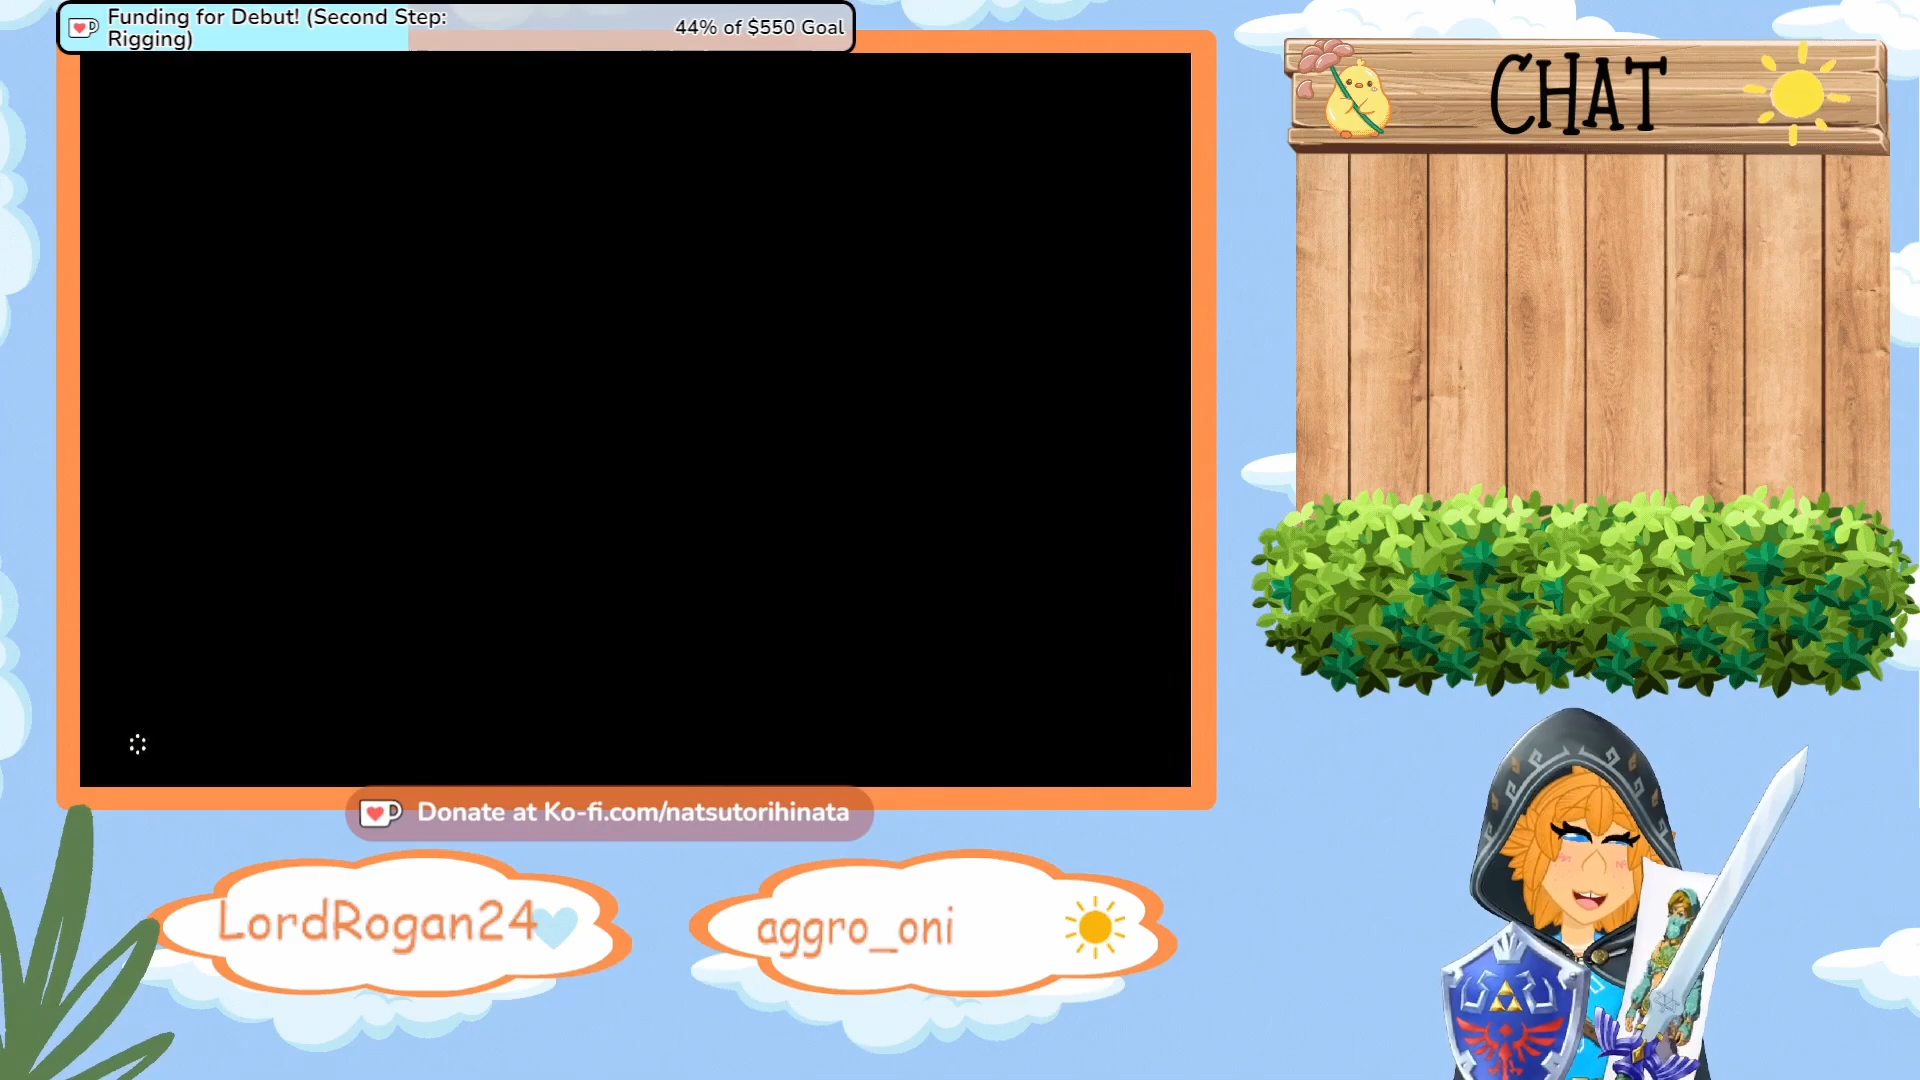 Funding for Debut! (Second Step:
Rigging)
44% of $550 Goal
CHAT
Donate at Ko-fi.com/natsutorihinata
LordRogan24
aggro_oni